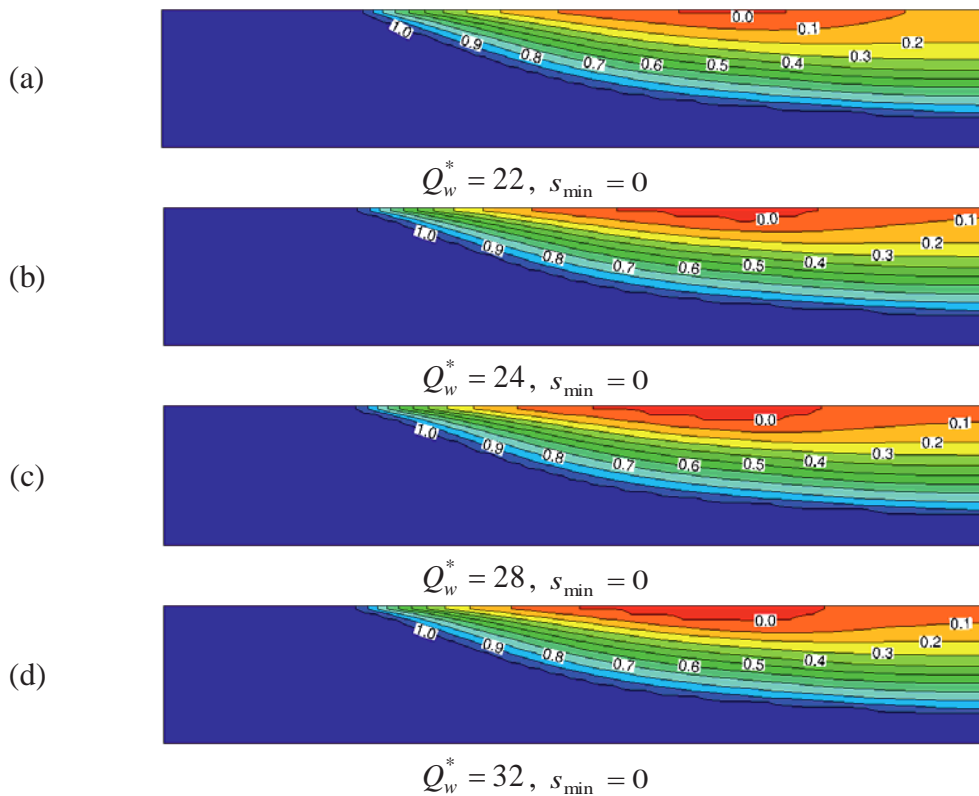 (a)
1.0 0.9 0.8 0.7 0.6 0.5 0.4 0.3 0.2 0.1 0.0
Q*w = 22, smin = 0
(b)
1.0 0.9 0.8 0.7 0.6 0.5 0.4 0.3 0.2 0.1 0.0
Q*w = 24, smin = 0
(c)
1.0 0.9 0.8 0.7 0.6 0.5 0.4 0.3 0.2 0.1 0.0
Q*w = 28, smin = 0
(d)
1.0 0.9 0.8 0.7 0.6 0.5 0.4 0.3 0.2 0.1 0.0
Q*w = 32, smin = 0